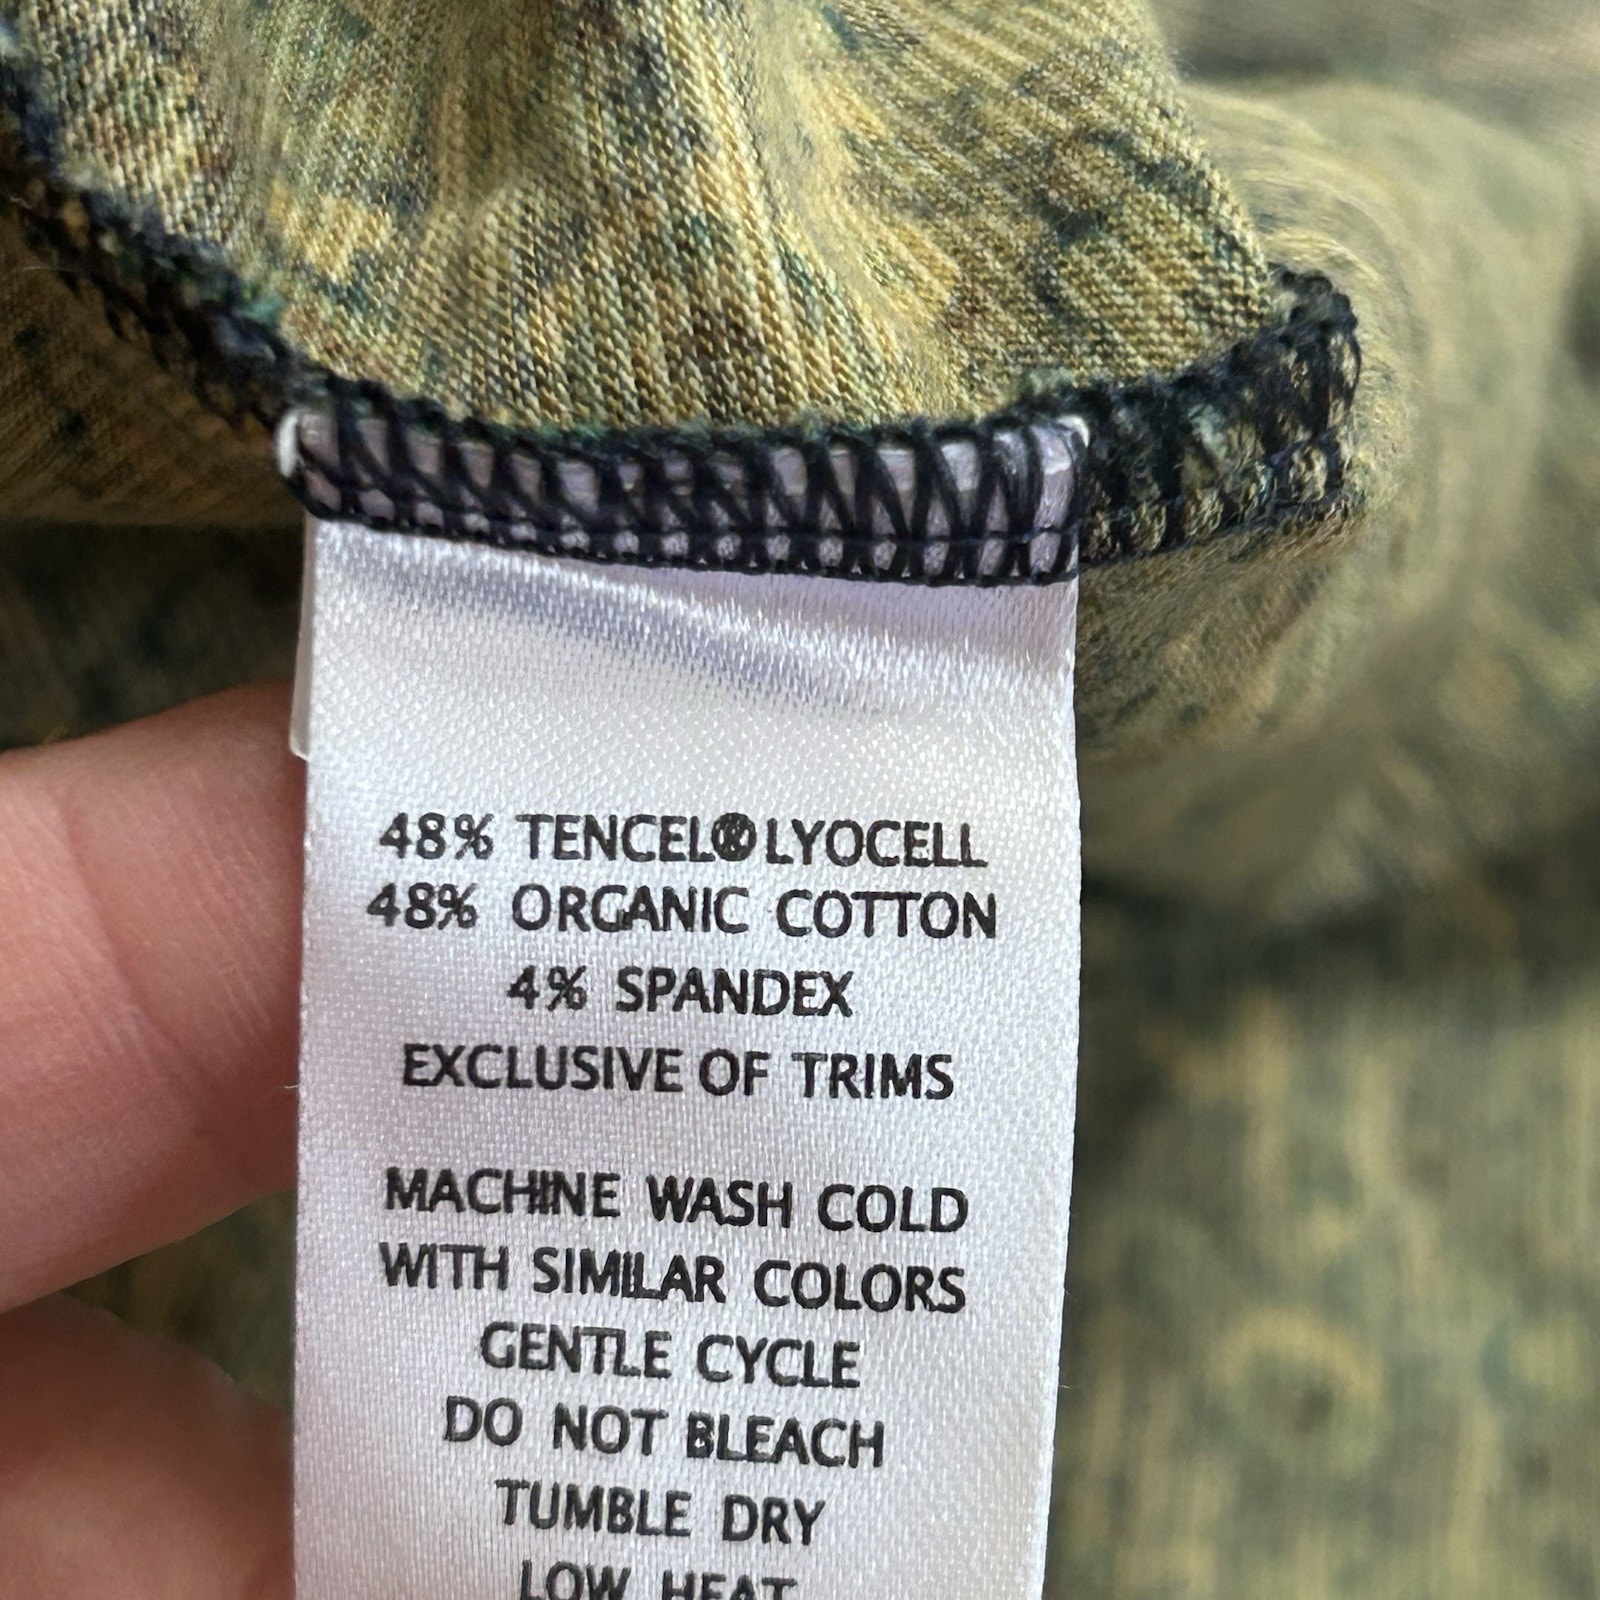 48% TENCEL® LYOCELL
48% ORGANIC COTTON
4% SPANDEX
EXCLUSIVE OF TRIMS
MACHINE WASH COLD
WITH SIMILAR COLORS
GENTLE CYCLE
DO NOT BLEACH
TUMBLE DRY
LOW HEAT